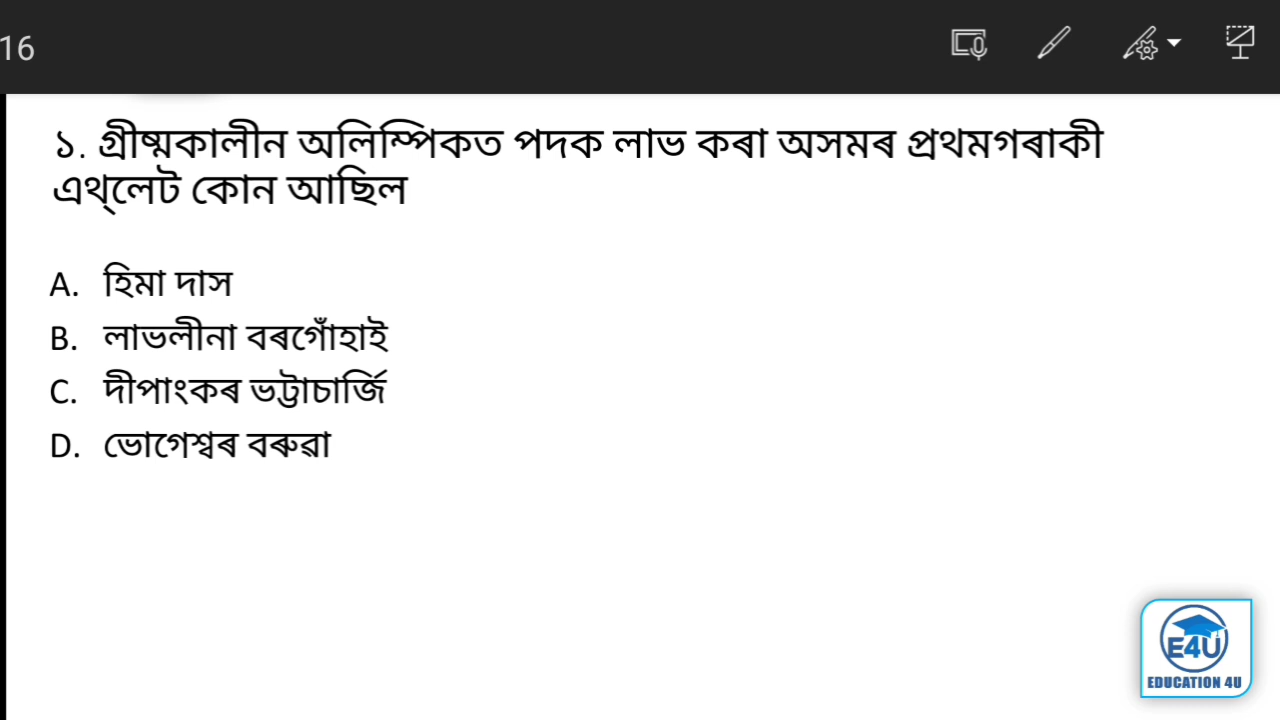 16
১. গ্ৰীষ্মকালীন অলিম্পিকত পদক লাভ কৰা অসমৰ প্ৰথমগৰাকী
এথ্‌লেট কোন আছিল
A. হিমা দাস
B. লাভলীনা বৰগোঁহাই
C. দীপাংকৰ ভট্টাচাৰ্জি
D. ভোগেশ্বৰ বৰুৱা
E4U
EDUCATION 4U